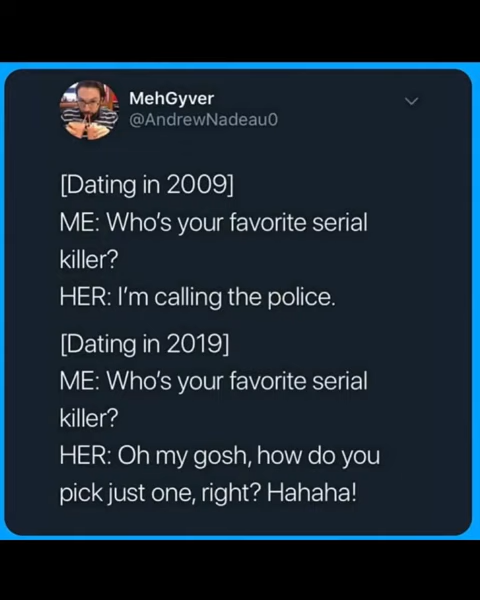 MehGyver
@AndrewNadeau0
[Dating in 2009]
ME: Who's your favorite serial
killer?
HER: I'm calling the police.
[Dating in 2019]
ME: Who's your favorite serial
killer?
HER: Oh my gosh, how do you
pick just one, right? Hahaha!